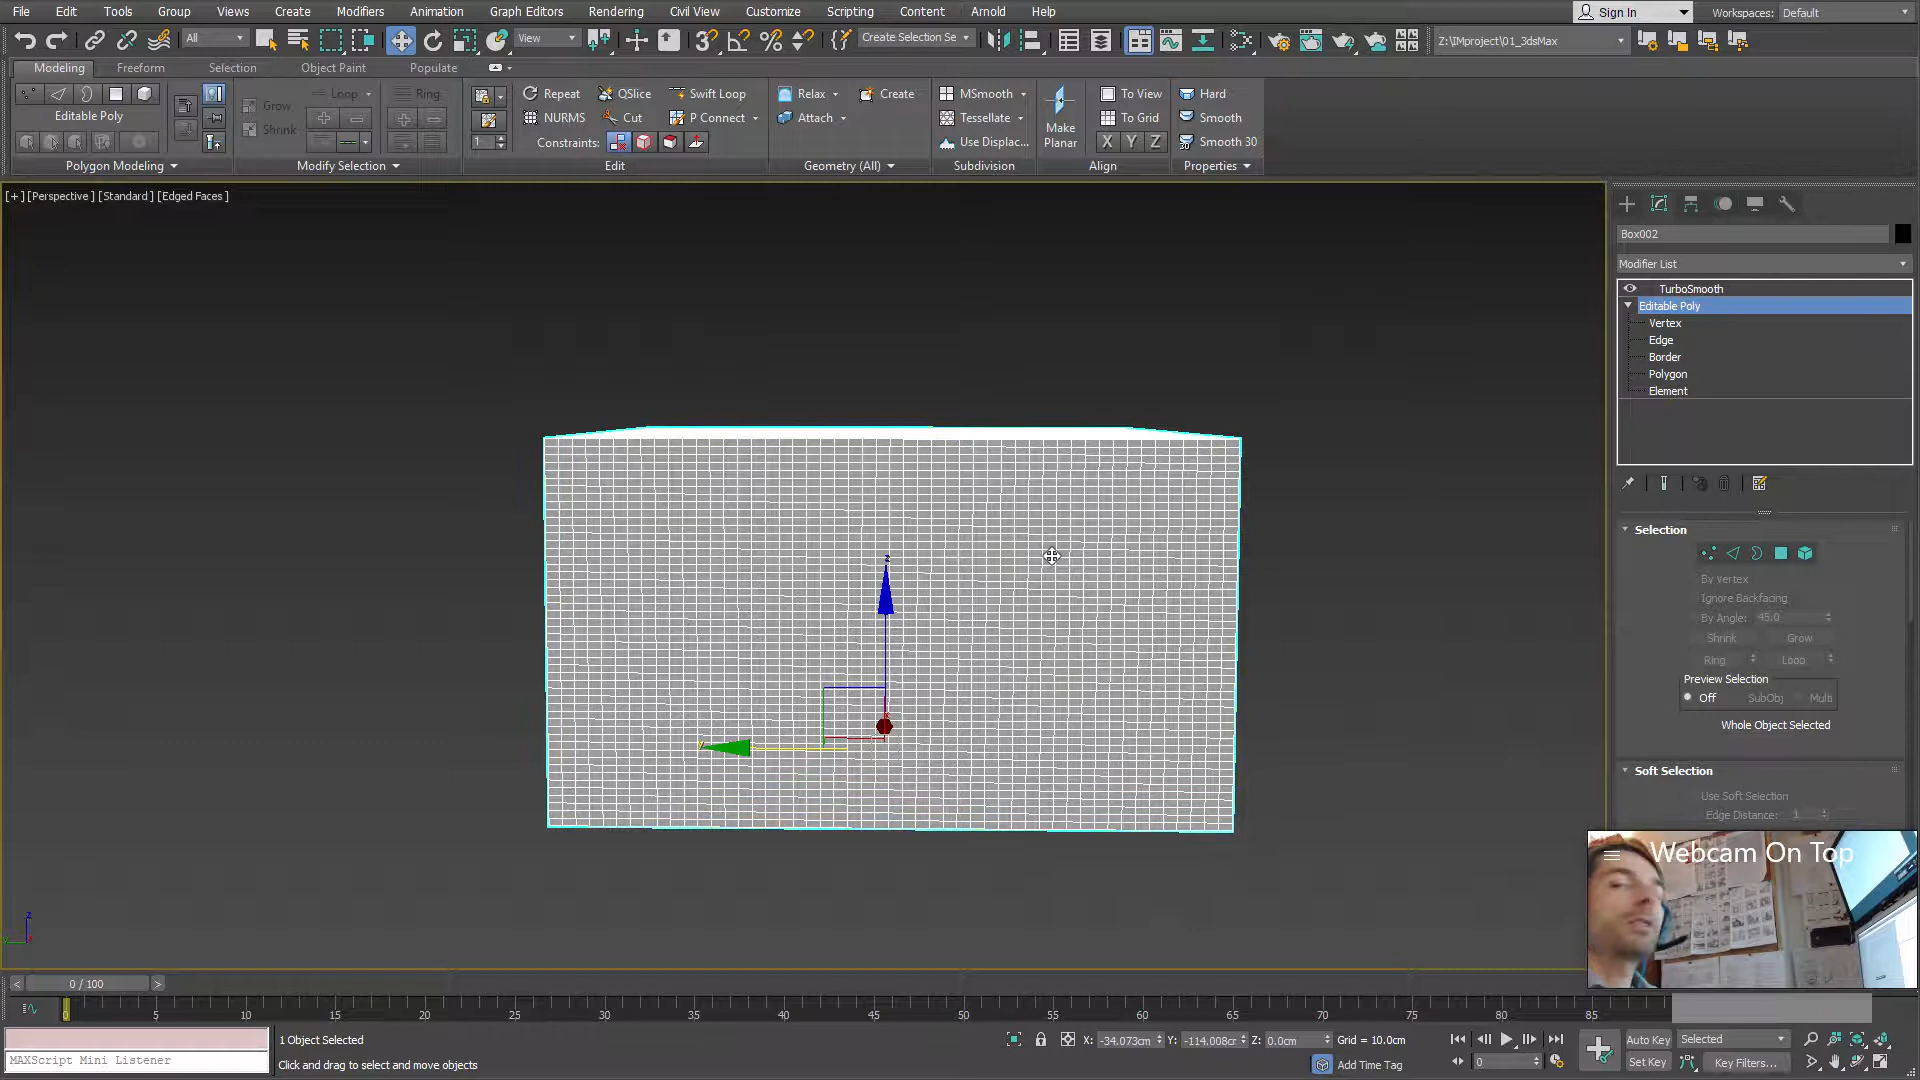 File Edit Tools Group Views Create Modifiers Animation Graph Editors Rendering Civil View Customize Scripting Content Arnold Help Sign In Workspaces: Default
All View Create Selection Se Z:\IMproject\01_3dsMax
Modeling Freeform Selection Object Paint Populate
Loop Ring Repeat QSlice Swift Loop Relax Create MSmooth To View Hard
Grow
Editable Poly NURMS Cut P Connect Attach Tessellate To Grid Smooth
Shrink Make Planar
1 Constraints: Use Displac... X Y Z Smooth 30
Polygon Modeling Modify Selection Edit Geometry (All) Subdivision Align Properties
[+] [Perspective] [Standard] [Edged Faces]
Box002
Modifier List
TurboSmooth
Editable Poly
Vertex
Edge
Border
Polygon
Element
Selection
By Vertex
Ignore Backfacing
By Angle: 45.0
Shrink Grow
Ring Loop
Preview Selection
Off SubObj Multi
Whole Object Selected
Soft Selection
Use Soft Selection
Edge Distance: 1
Webcam On Top
z
y
z
< 0 / 100 >
0 5 10 15 20 25 30 35 40 45 50 55 60 65 70 75 80 85
1 Object Selected X: -34.073cm Y: -114.008cr Z: 0.0cm Grid = 10.0cm Auto Key Selected
MAXScript Mini Listener Click and drag to select and move objects Add Time Tag 0 Set Key Key Filters...